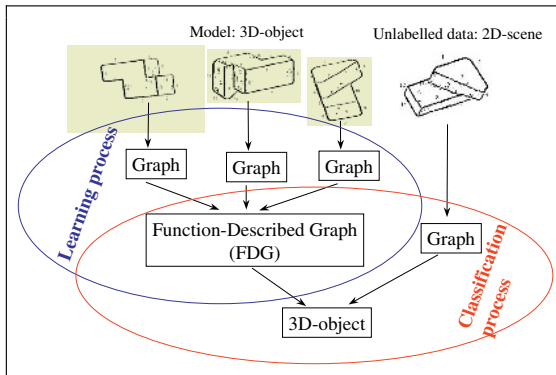 Model: 3D-object
Unlabelled data: 2D-scene
Learning process
Graph
Graph
Graph
Function-Described Graph
(FDG)
Graph
Classification
process
3D-object